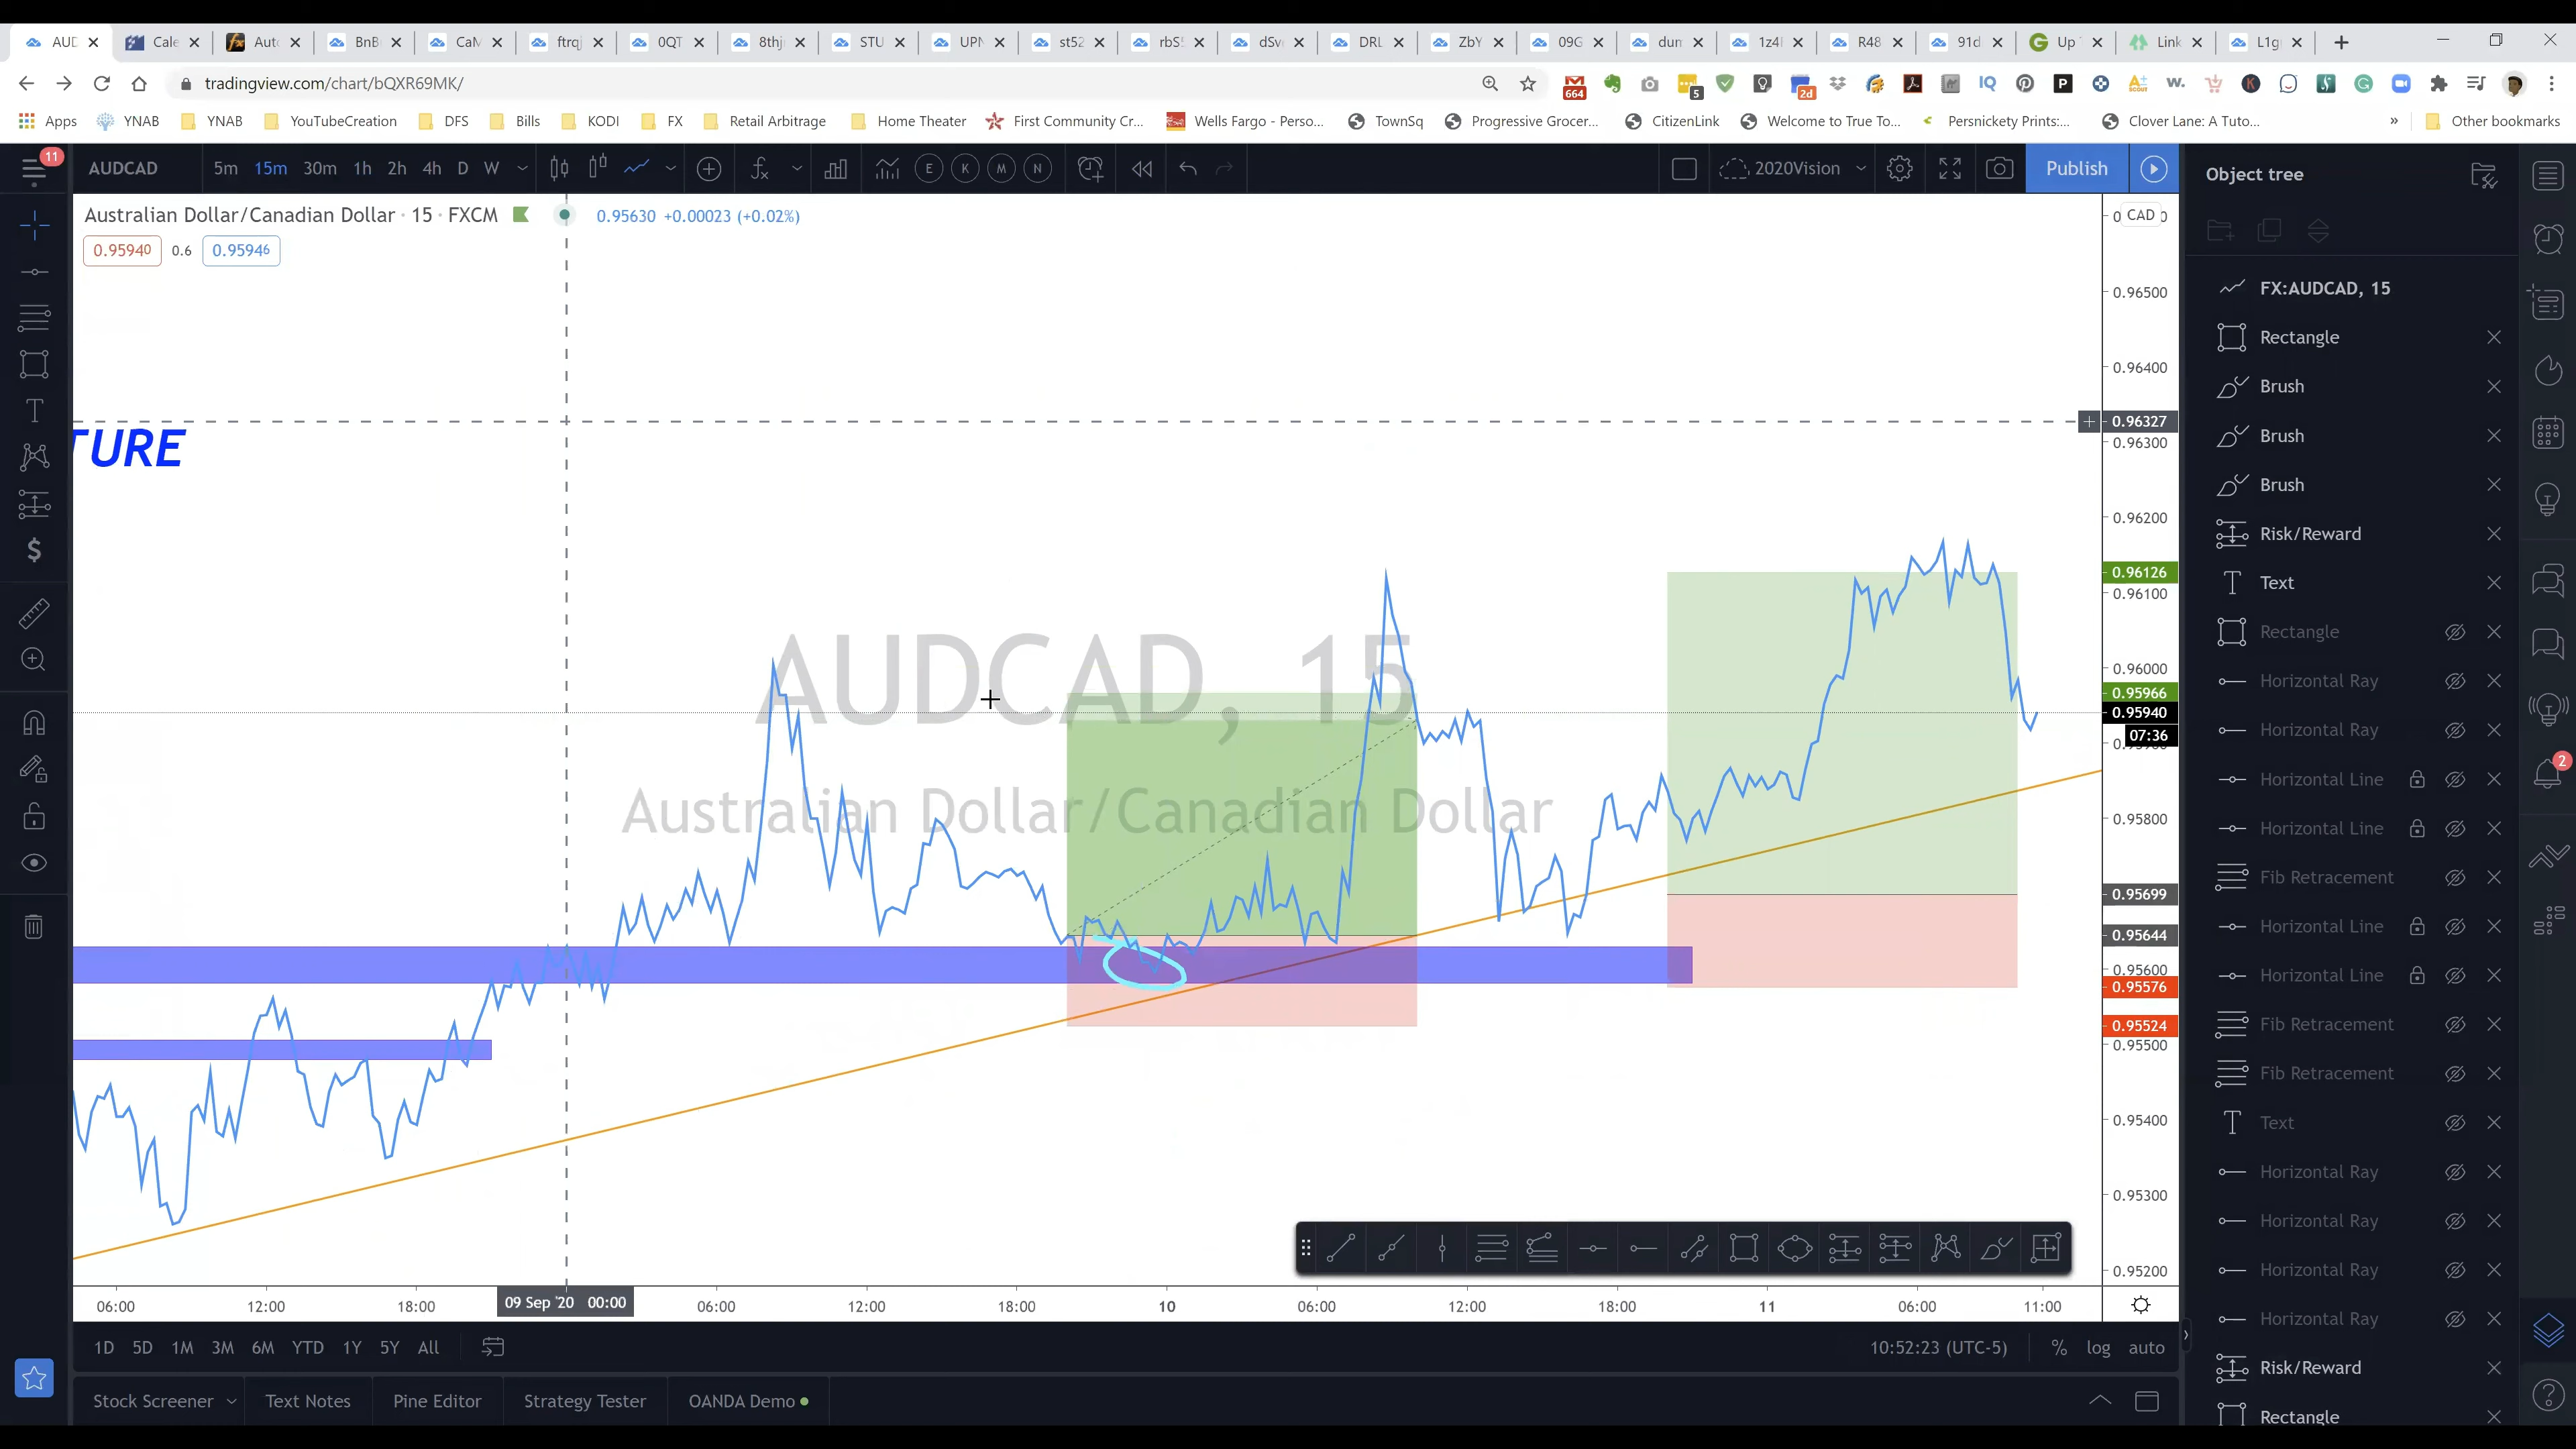 AUD Cale Aut BnB CaM ftrq 0QT 8thj STU UPN st52 rbS5 dSv DRL ZbY 09G dum 1z4 R48 91d Up Link L1g
tradingview.com/chart/bQXR69MK/
664 5 2d
Apps YNAB YNAB YouTubeCreation DFS Bills KODI FX Retail Arbitrage Home Theater First Community Cr... Wells Fargo - Perso... TownSq Progressive Grocer... CitizenLink Welcome to True To... Persnickety Prints:... Clover Lane: A Tuto... » Other bookmarks
11 AUDCAD 5m 15m 30m 1h 2h 4h D W E K M N 2020Vision Publish
Object tree
Australian Dollar/Canadian Dollar · 15 · FXCM 0.95630 +0.00023 (+0.02%)
CAD
0.95940 0.6 0.95946
FX:AUDCAD, 15
0.96500
Rectangle
0.96400
Brush
0.96327
Brush
0.96300
TURE
Brush
0.96200
Risk/Reward
0.96126
Text
0.96100
Rectangle
AUDCAD, 15
0.96000
Horizontal Ray
0.95966
0.95940
Horizontal Ray
07:36
2
Horizontal Line
Australian Dollar/Canadian Dollar
0.95800
Horizontal Line
Fib Retracement
0.95699
Horizontal Line
0.95644
0.95600
Horizontal Line
0.95576
0.95524
Fib Retracement
0.95500
Fib Retracement
0.95400
Text
Horizontal Ray
0.95300
Horizontal Ray
0.95200
Horizontal Ray
06:00 12:00 18:00 09 Sep '20 00:00 06:00 12:00 18:00 10 06:00 12:00 18:00 11 06:00 11:00
Horizontal Ray
1D 5D 1M 3M 6M YTD 1Y 5Y All 10:52:23 (UTC-5) % log auto
Risk/Reward
Stock Screener Text Notes Pine Editor Strategy Tester OANDA Demo
Rectangle